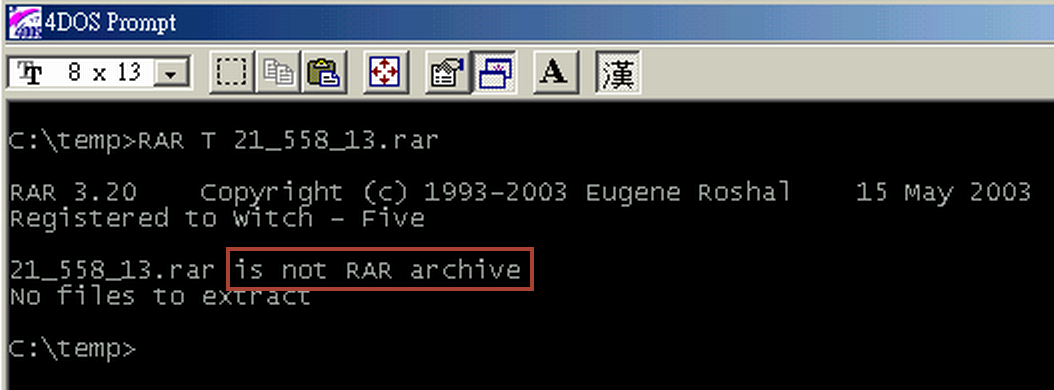 4DOS Prompt
8 x 13
A 漢
C:\temp>RAR T 21_558_13.rar
RAR 3.20 Copyright (c) 1993-2003 Eugene Roshal 15 May 2003
Registered to Witch - Five
21_558_13.rar is not RAR archive
No files to extract
C:\temp>